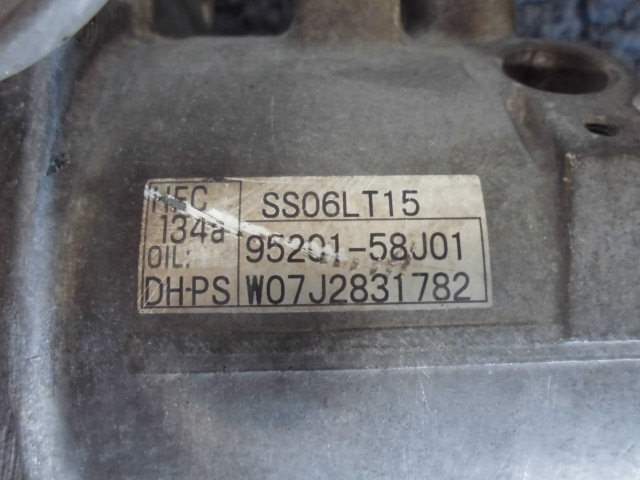 HFC
134a
OIL:
DH-PS
SS06LT15
95201-58J01
W07J2831782